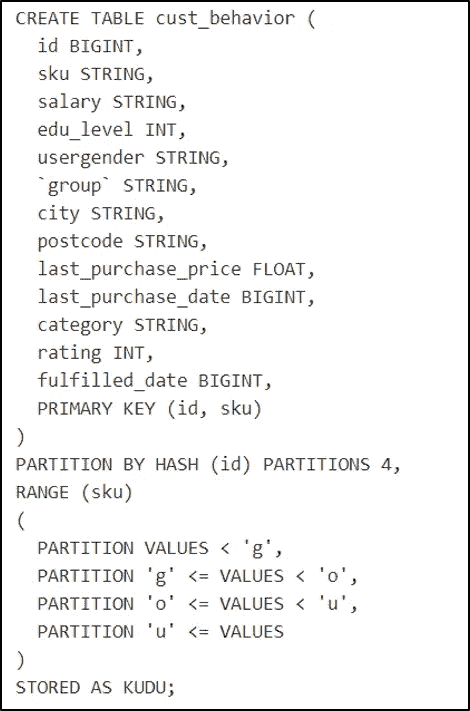 CREATE TABLE cust_behavior (
  id BIGINT,
  sku STRING,
  salary STRING,
  edu_level INT,
  usergender STRING,
  `group` STRING,
  city STRING,
  postcode STRING,
  last_purchase_price FLOAT,
  last_purchase_date BIGINT,
  category STRING,
  rating INT,
  fulfilled_date BIGINT,
  PRIMARY KEY (id, sku)
)
PARTITION BY HASH (id) PARTITIONS 4,
RANGE (sku)
(
  PARTITION VALUES < 'g',
  PARTITION 'g' <= VALUES < 'o',
  PARTITION 'o' <= VALUES < 'u',
  PARTITION 'u' <= VALUES
)
STORED AS KUDU;